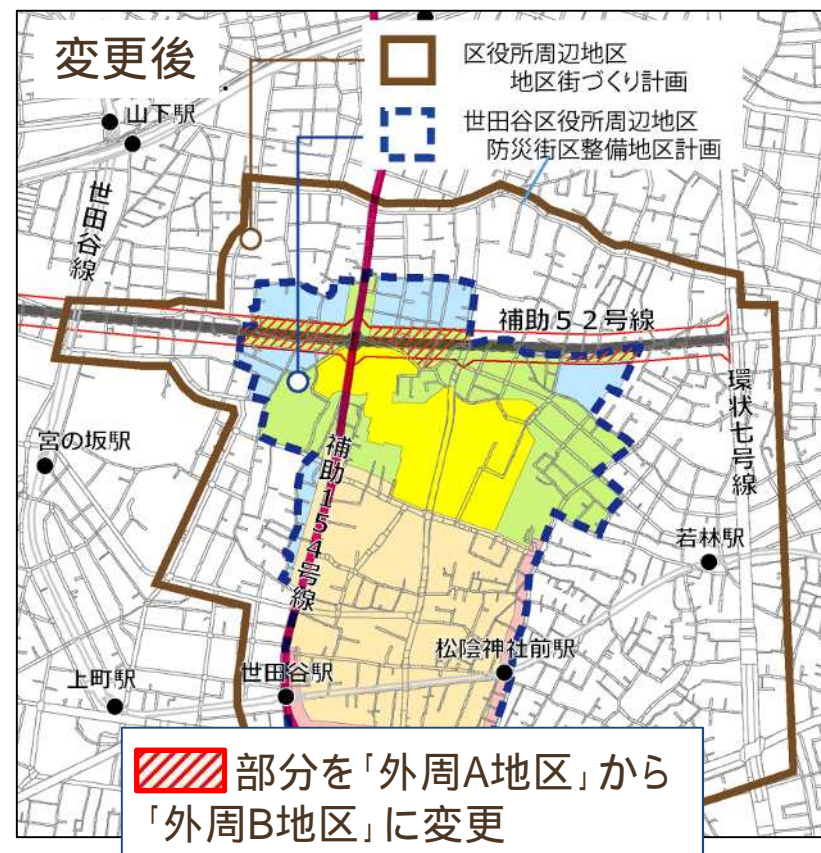 変更後
区役所周辺地区
地区街づくり計画
世田谷区役所周辺地区
防災街区整備地区計画
山下駅
世田谷線
補助52号線
環状七号線
宮の坂駅
補助154号線
若林駅
松陰神社前駅
世田谷駅
上町駅
部分を「外周A地区」から
「外周B地区」に変更